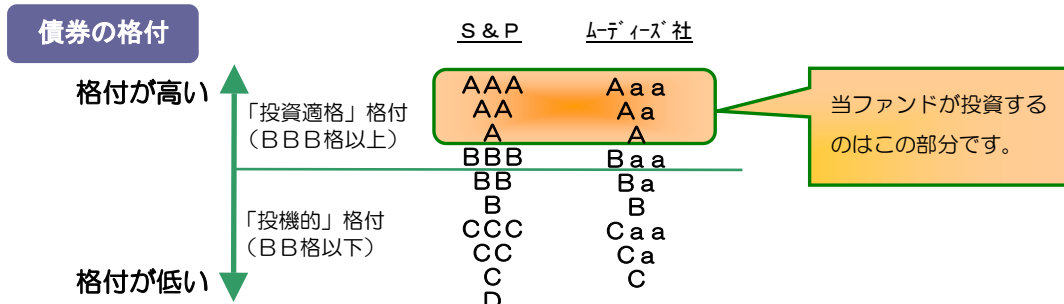 債券の格付
S&P
ムーディーズ社
格付が高い
「投資適格」格付
(BBB格以上)
「投機的」格付
(BB格以下)
格付が低い
AAA
AA
A
BBB
BB
B
CCC
CC
C
D
Aaa
Aa
A
Baa
Ba
B
Caa
Ca
C
当ファンドが投資する
のはこの部分です。